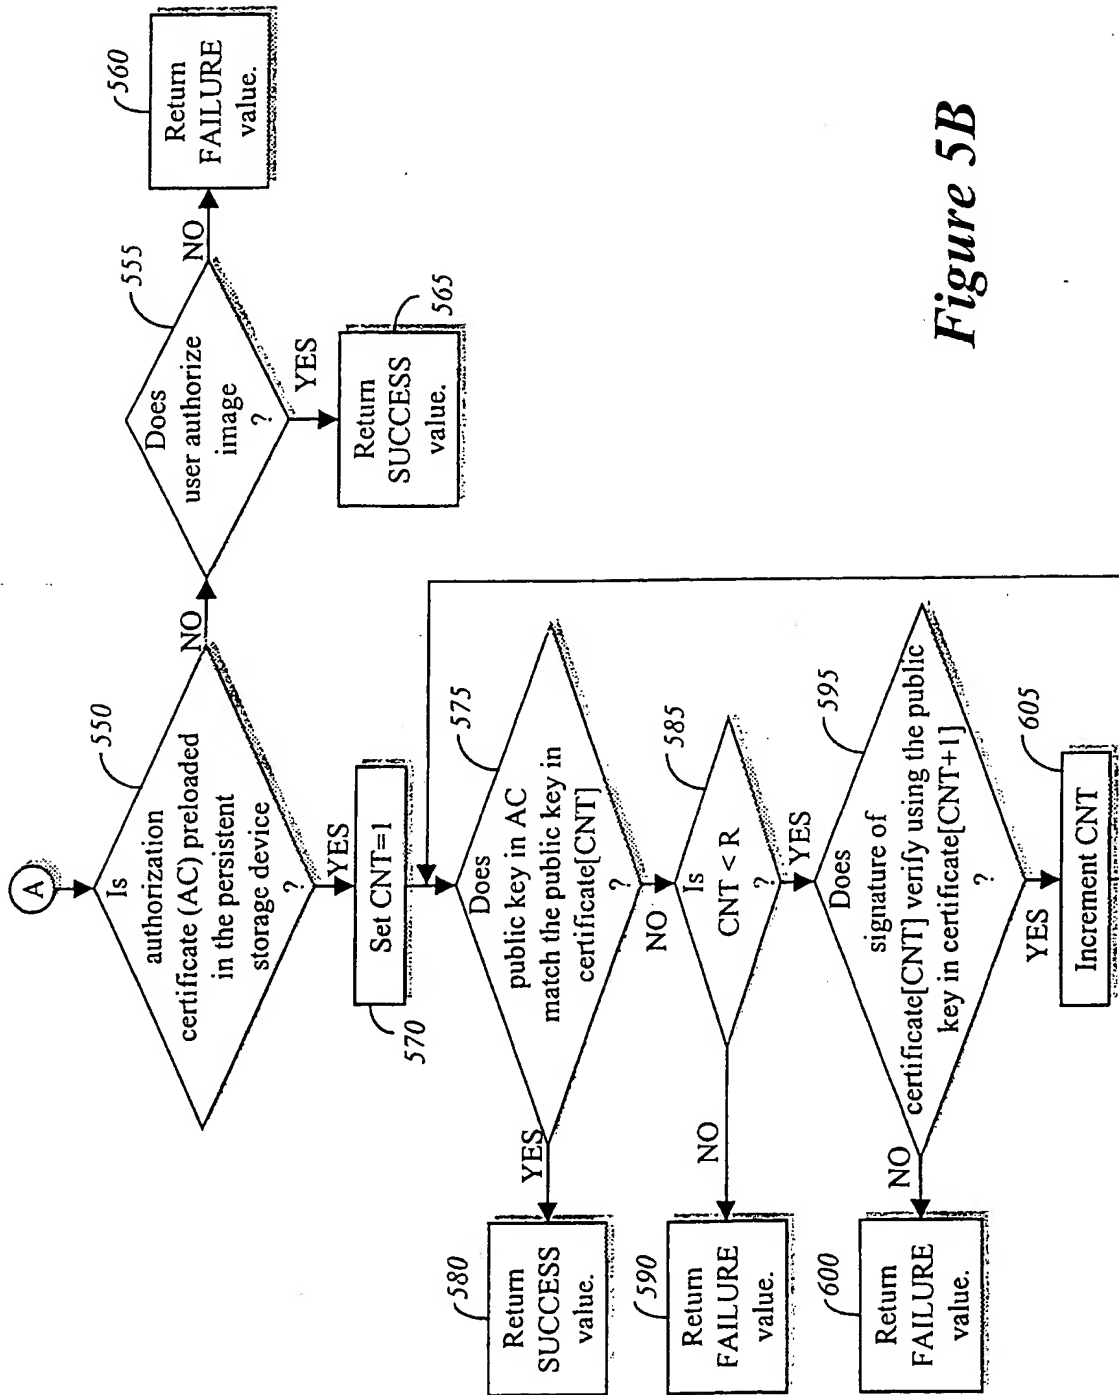 A
550
Is
authorization
certificate (AC) preloaded
in the persistent
storage device
?
NO
555
Does
user authorize
image
?
NO
560
Return
FAILURE
value.
YES
565
Return
SUCCESS
value.
YES
570
Set CNT=1
575
Does
public key in AC
match the public key in
certificate[CNT]
?
YES
580
Return
SUCCESS
value.
NO
585
Is
CNT < R
?
NO
590
Return
FAILURE
value.
YES
595
Does
signature of
certificate[CNT] verify using the public
key in certificate[CNT+1]
?
NO
600
Return
FAILURE
value.
YES
605
Increment CNT
Figure 5B